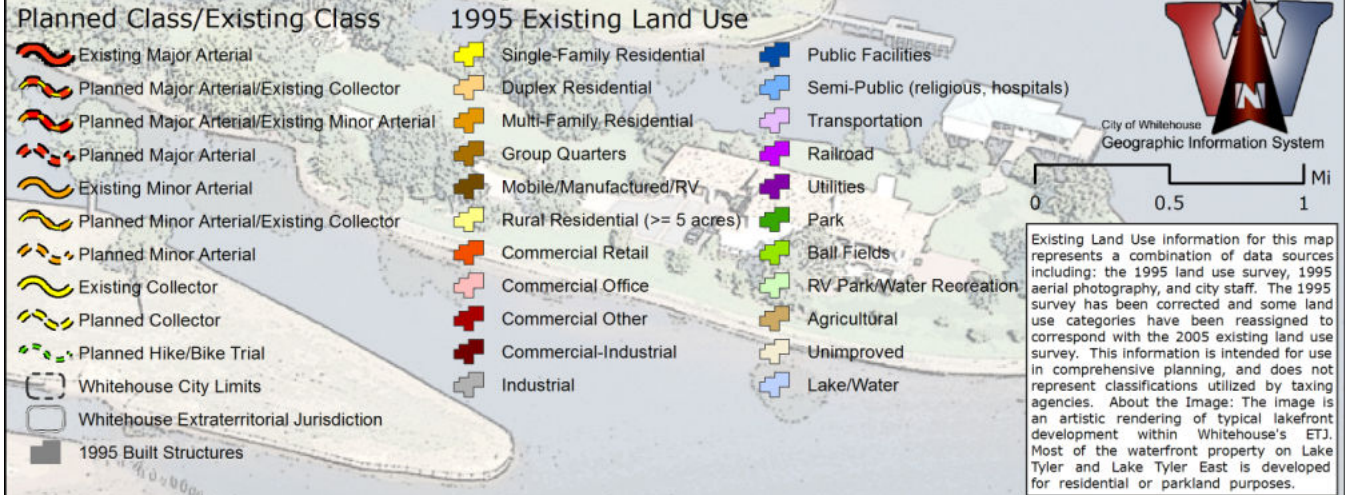 Planned Class/Existing Class
Existing Major Arterial
Planned Major Arterial/Existing Collector
Planned Major Arterial/Existing Minor Arterial
Planned Major Arterial
Existing Minor Arterial
Planned Minor Arterial/Existing Collector
Planned Minor Arterial
Existing Collector
Planned Collector
Planned Hike/Bike Trial
Whitehouse City Limits
Whitehouse Extraterritorial Jurisdiction
1995 Built Structures
1995 Existing Land Use
Single-Family Residential
Duplex Residential
Multi-Family Residential
Group Quarters
Mobile/Manufactured/RV
Rural Residential (>= 5 acres)
Commercial Retail
Commercial Office
Commercial Other
Commercial-Industrial
Industrial
Public Facilities
Semi-Public (religious, hospitals)
Transportation
Railroad
Utilities
Park
Ball Fields
RV Park/Water Recreation
Agricultural
Unimproved
Lake/Water
N
City of Whitehouse
Geographic Information System
Mi
0 0.5 1
Existing Land Use information for this map
represents a combination of data sources
including: the 1995 land use survey, 1995
aerial photography, and city staff. The 1995
survey has been corrected and some land
use categories have been reassigned to
correspond with the 2005 existing land use
survey. This information is intended for use
in comprehensive planning, and does not
represent classifications utilized by taxing
agencies. About the Image: The image is
an artistic rendering of typical lakefront
development within Whitehouse's ETJ.
Most of the waterfront property on Lake
Tyler and Lake Tyler East is developed
for residential or parkland purposes.